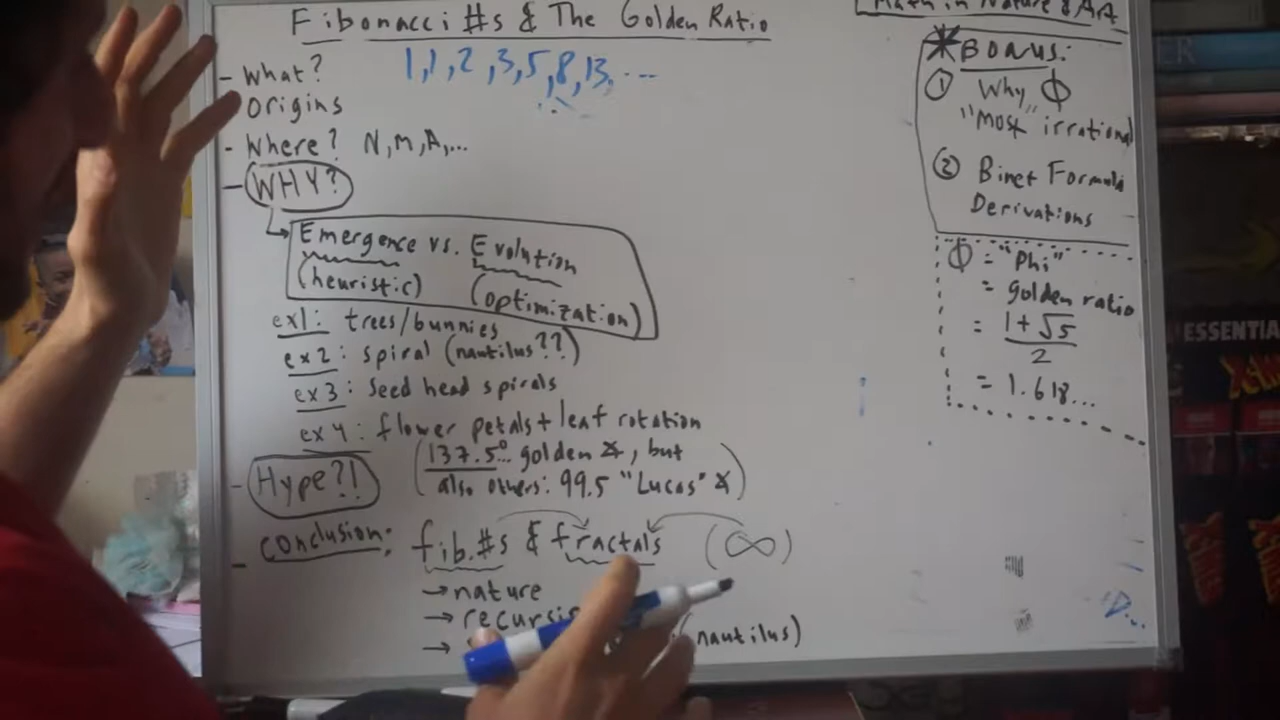 Fibonacci #s & The Golden Ratio
1,1,2,3,5,8,13,...
- What?
- Origins
- Where? N,M,A,...
- WHY?
Emergence vs. Evolution
(heuristic) (optimization)
ex1: trees/bunnies
ex2: spiral (nautilus??)
ex3: seed head spirals
ex4: flower petals + leaf rotation
(137.5°... golden ∡, but
also others: 99.5 "Lucas" ∡)
- Hype?!
- Conclusion: fib.#s & fractals (∞)
→ nature
→ recursi
→ nautilus)
Math in Nature & Art
*BONUS:
① Why Φ
"most" irrational
② Binet Formula
Derivations
Φ = "Phi"
= golden ratio
= 1+√5
2
= 1.618...
D...
ER
ESSENTIA
X-M